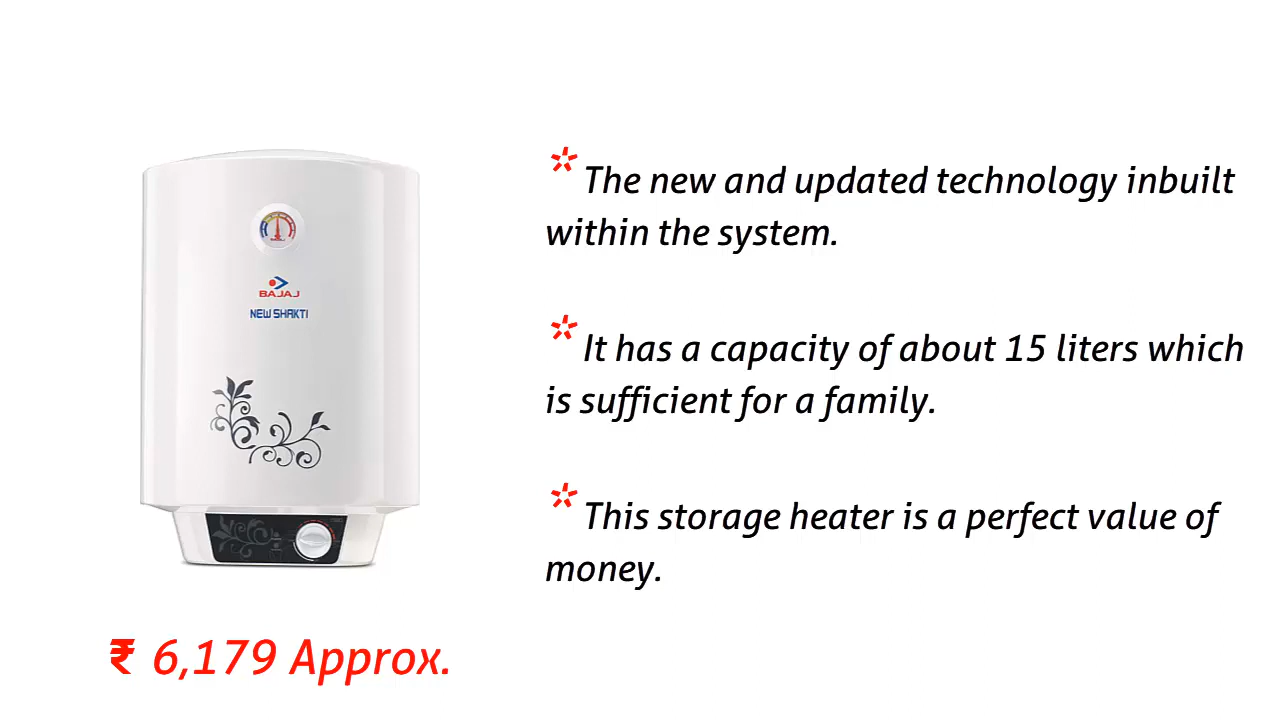 * The new and updated technology inbuilt
within the system.
* It has a capacity of about 15 liters which
is sufficient for a family.
* This storage heater is a perfect value of
money.
BAJAJ
NEW SHAKTI
₹ 6,179 Approx.